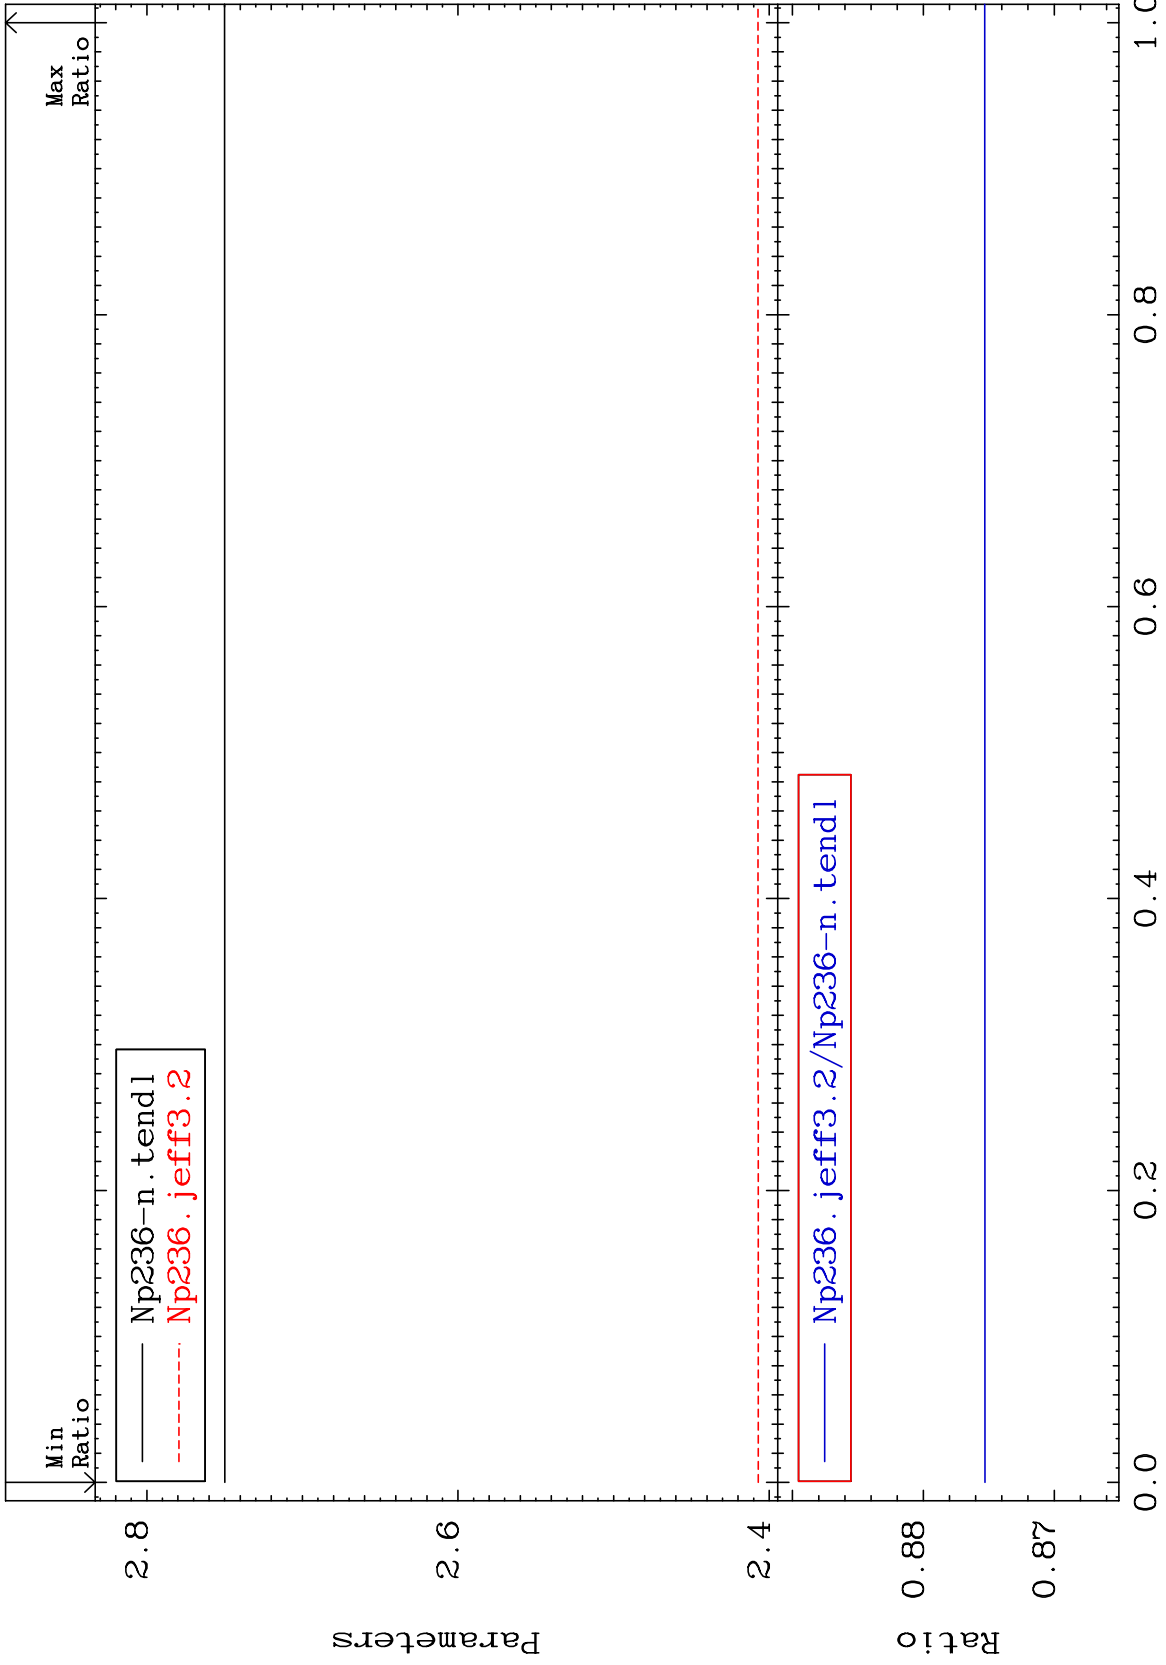 Min
Ratio
Max
Ratio
Np236-n.tendl
Np236.jeff3.2
2.8
2.6
2.4
Parameters
Np236.jeff3.2/Np236-n.tendl
0.88
0.87
Ratio
0.0
0.2
0.4
0.6
0.8
1.0